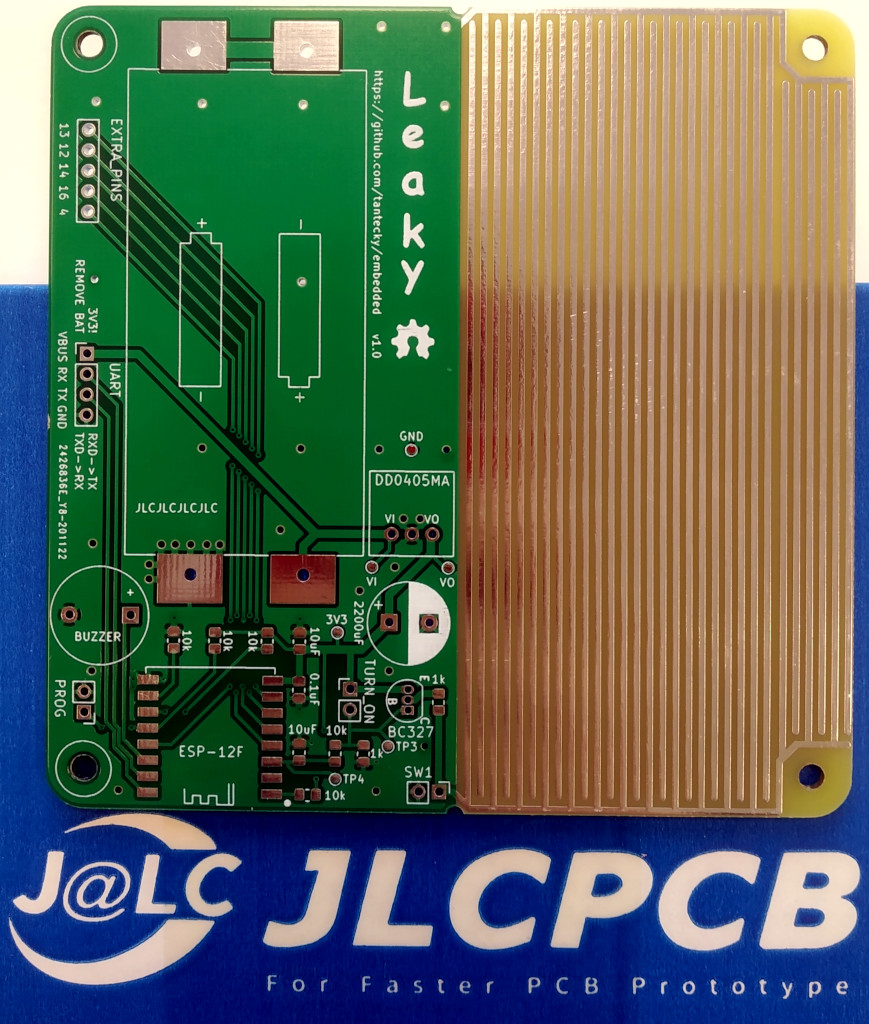 Leaky
https://github.com/tantecky/embedded v1.0
EXTRA_PINS
13 12 14 16 4
+
-
-
+
REMOVE BAT
3V3!
VBUS RX TX GND
UART
RXD->TX
TXD->RX
2426836E_Y8-201122
JLCJLCJLCJLC
GND
DD0405MA
VI VO
VI
VO
+
BUZZER
10k
10k
10k
10uF
3V3
2200uF
+
PROG
ESP-12F
0.1uF
TURN_ON
E
B
C
1k
BC327
10uF
10k
1k
TP3
TP4
10k
SW1
J@LC JLCPCB
For Faster PCB Prototype